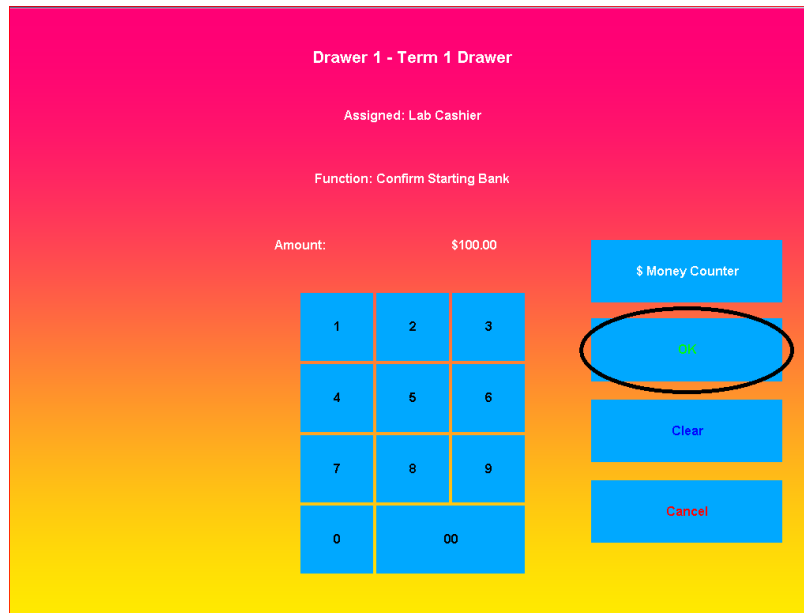 Drawer 1 - Term 1 Drawer
Assigned: Lab Cashier
Function: Confirm Starting Bank
Amount: $100.00
$ Money Counter
1 2 3
OK
4 5 6
Clear
7 8 9
Cancel
0 00